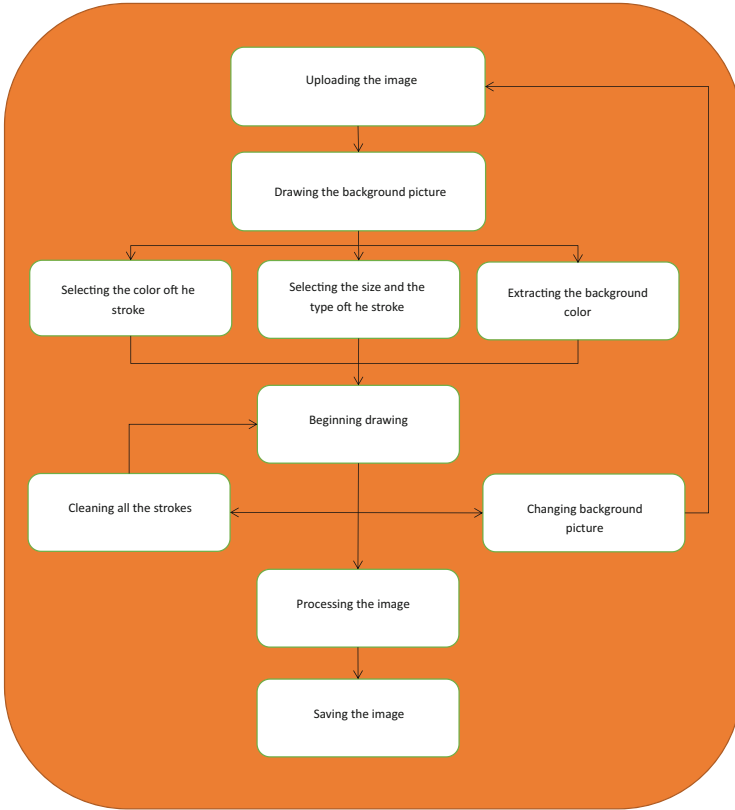 Uploading the image
Drawing the background picture
Selecting the color oft he
stroke
Selecting the size and the
type oft he stroke
Extracting the background
color
Beginning drawing
Cleaning all the strokes
Changing background
picture
Processing the image
Saving the image